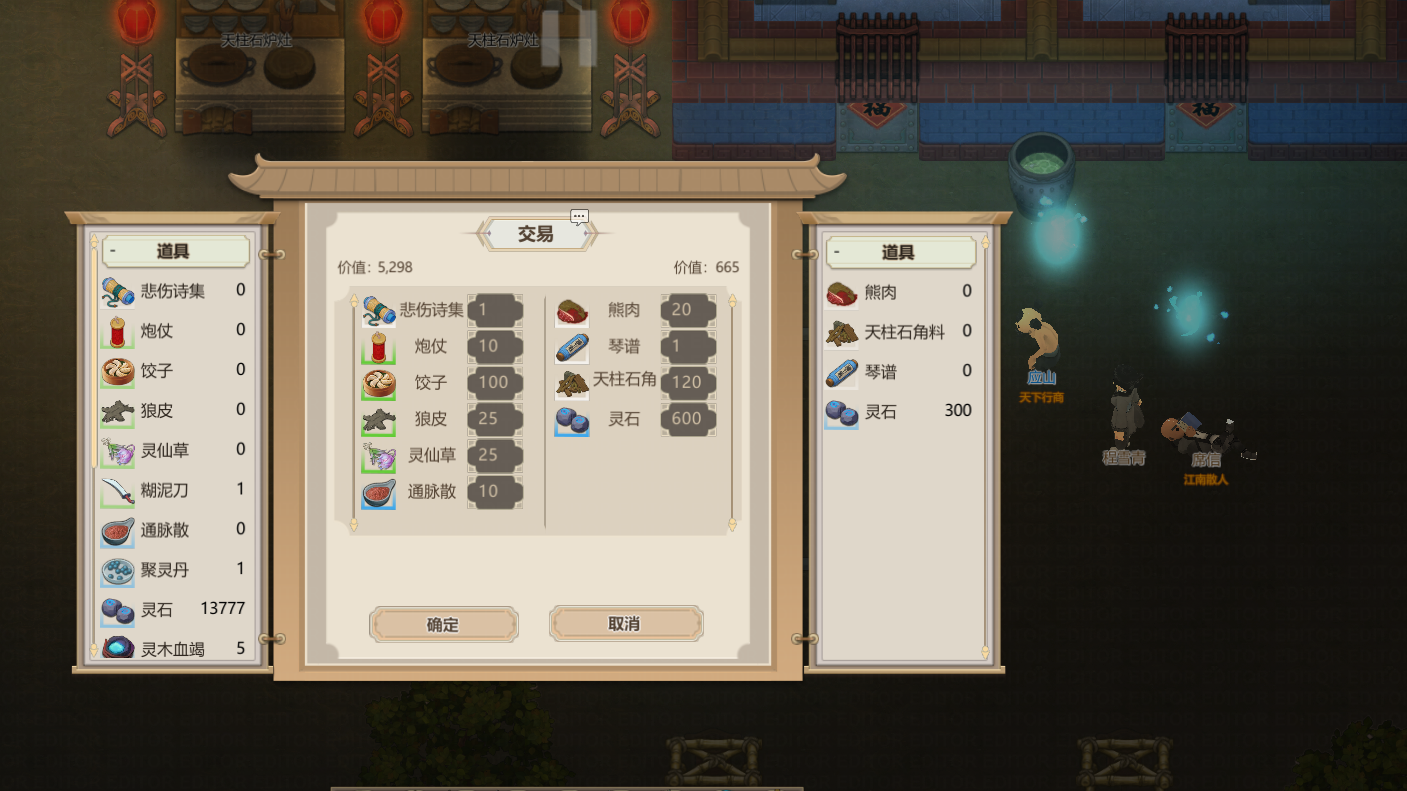 天柱石炉灶
天柱石炉灶
福
福
交易
价值: 5,298
价值: 665
- 道具
悲伤诗集 0
炮仗 0
饺子 0
狼皮 0
灵仙草 0
糊泥刀 1
通脉散 0
聚灵丹 1
灵石 13777
灵木血竭 5
悲伤诗集 1
炮仗 10
饺子 100
狼皮 25
灵仙草 25
通脉散 10
熊肉 20
琴谱 1
天柱石角 120
灵石 600
确定
取消
- 道具
熊肉 0
天柱石角料 0
琴谱 0
灵石 300
应山
天下行商
席信
江南散人